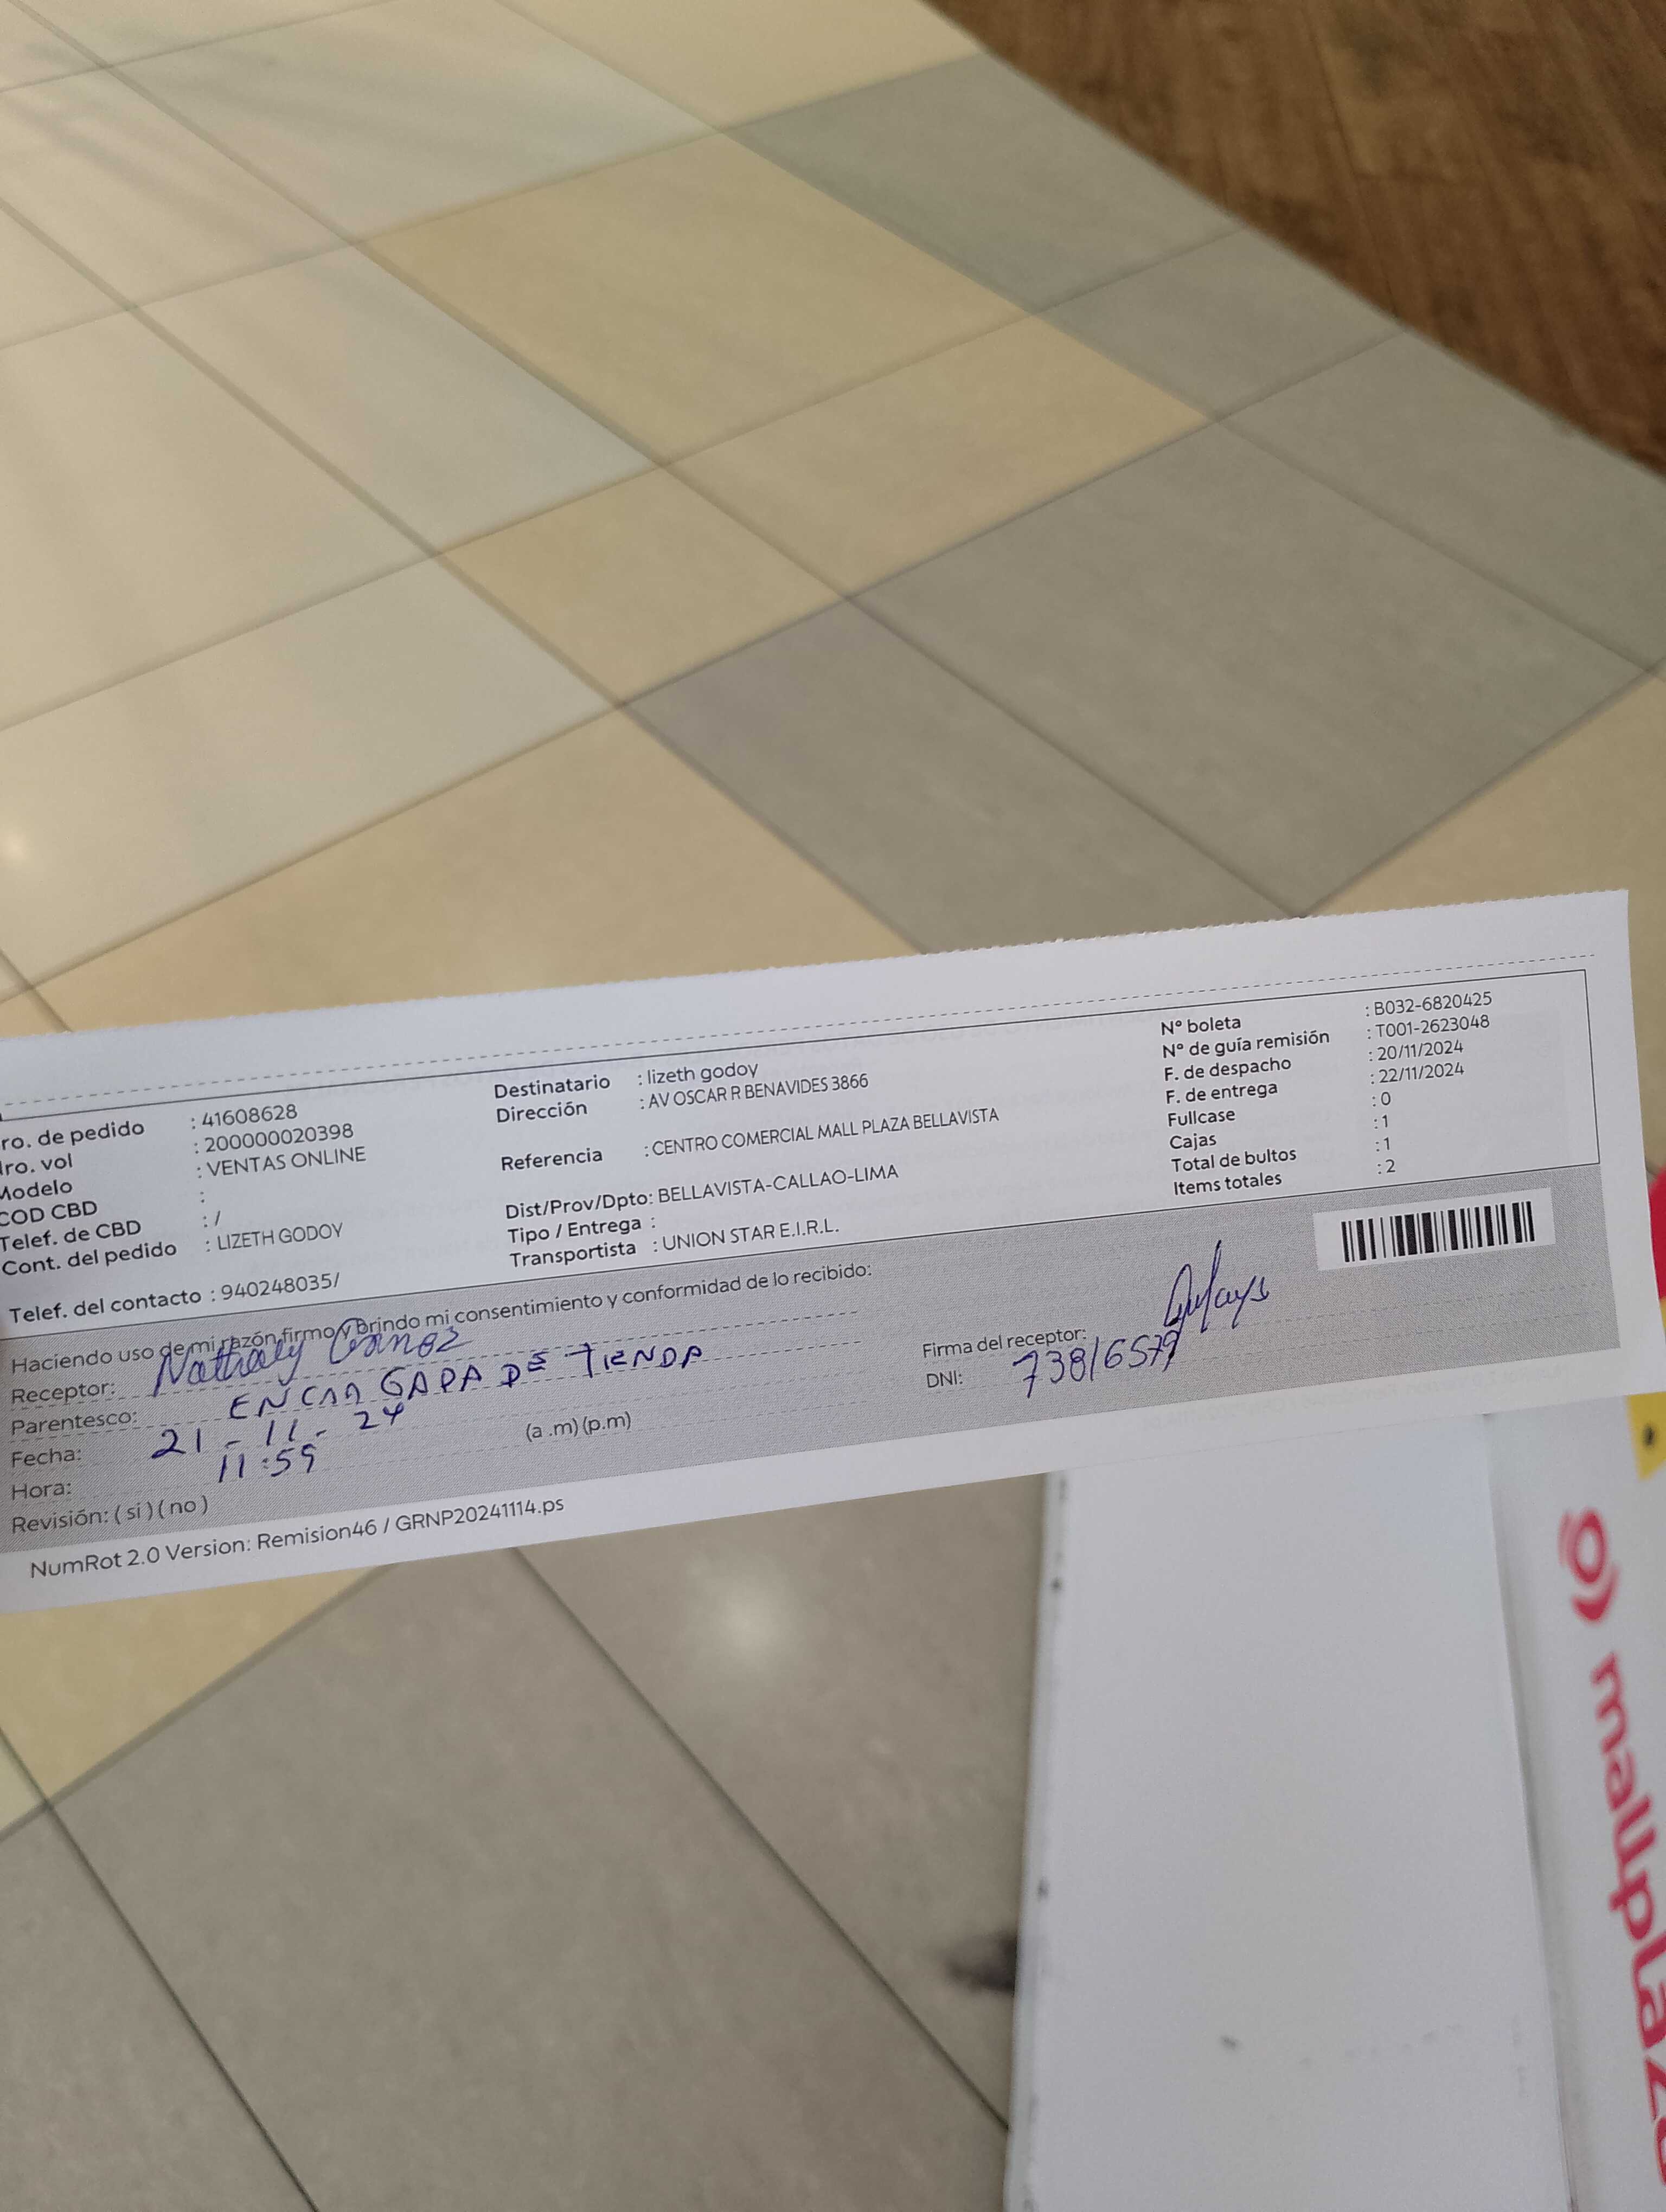 ro. de pedido : 41608628
ro. vol : 200000020398
Modelo : VENTAS ONLINE
COD CBD :
Telef. de CBD : /
Cont. del pedido : LIZETH GODOY
Telef. del contacto : 940248035/
Destinatario : lizeth godoy
Dirección : AV OSCAR R BENAVIDES 3866
Referencia : CENTRO COMERCIAL MALL PLAZA BELLAVISTA
Dist/Prov/Dpto: BELLAVISTA-CALLAO-LIMA
Tipo / Entrega :
Transportista : UNION STAR E.I.R.L.
N° boleta : B032-6820425
N° de guía remisión : T001-2623048
F. de despacho : 20/11/2024
F. de entrega : 22/11/2024
Fullcase : 0
Cajas : 1
Total de bultos : 1
Items totales : 2
Haciendo uso de mi razón firmo y brindo mi consentimiento y conformidad de lo recibido:
Receptor: Nathaly
Parentesco: ENCARGADA DE TIENDA
Fecha: 21-11-24
Hora: 11:59 (a .m) (p.m)
Revisión: ( si ) ( no )
Firma del receptor:
DNI: 73816579
NumRot 2.0 Version: Remision46 / GRNP20241114.ps
mallplaza